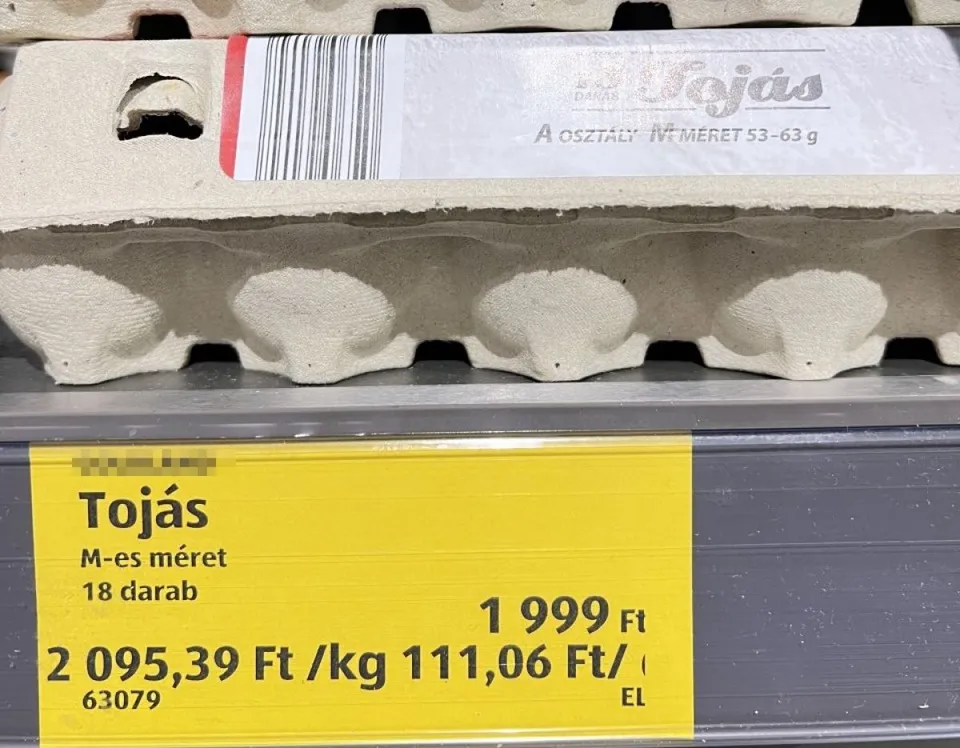 Tojás
DARAB
A OSZTÁLY M MÉRET 53-63 g
Tojás
M-es méret
18 darab
1 999 Ft
2 095,39 Ft /kg 111,06 Ft/
63079 EL